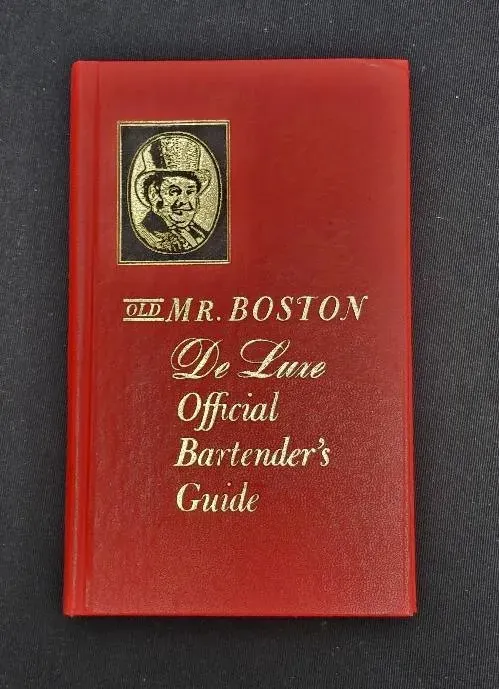 OLD MR. BOSTON
De Luxe
Official
Bartender's
Guide